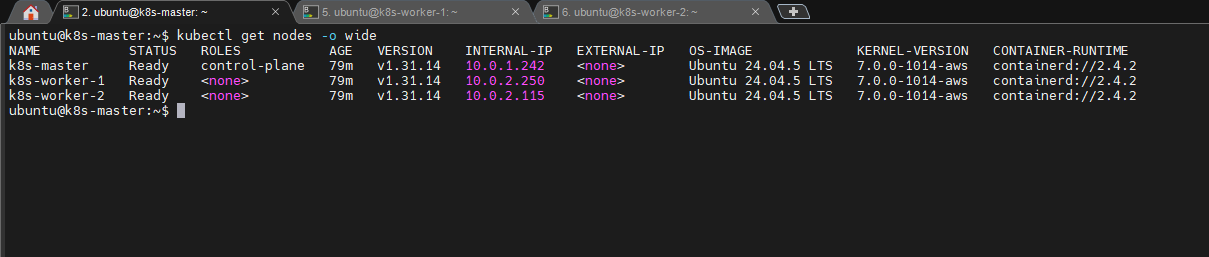 2. ubuntu@k8s-master: ~ 5. ubuntu@k8s-worker-1: ~ 6. ubuntu@k8s-worker-2: ~
ubuntu@k8s-master:~$ kubectl get nodes -o wide
NAME STATUS ROLES AGE VERSION INTERNAL-IP EXTERNAL-IP OS-IMAGE KERNEL-VERSION CONTAINER-RUNTIME
k8s-master Ready control-plane 79m v1.31.14 10.0.1.242 <none> Ubuntu 24.04.5 LTS 7.0.0-1014-aws containerd://2.4.2
k8s-worker-1 Ready <none> 79m v1.31.14 10.0.2.250 <none> Ubuntu 24.04.5 LTS 7.0.0-1014-aws containerd://2.4.2
k8s-worker-2 Ready <none> 79m v1.31.14 10.0.2.115 <none> Ubuntu 24.04.5 LTS 7.0.0-1014-aws containerd://2.4.2
ubuntu@k8s-master:~$